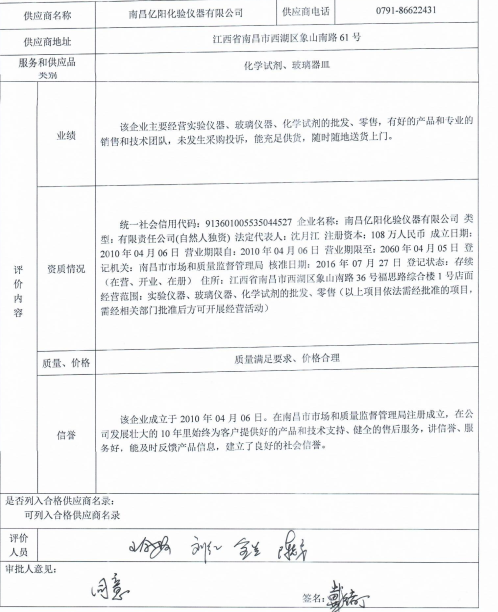 供应商名称 南昌亿阳化验仪器有限公司 供应商电话 0791-86622431
供应商地址 江西省南昌市西湖区象山南路 61 号
服务和供应品
类别
化学试剂、玻璃器皿
评价内容
业绩
该企业主要经营实验仪器、玻璃仪器、化学试剂的批发、零售，有好的产品和专业的
销售和技术团队，未发生采购投诉，能充足供货，随时随地送货上门。
资质情况
统一社会信用代码：913601005535044527 企业名称：南昌亿阳化验仪器有限公司 类
型：有限责任公司(自然人独资) 法定代表人：沈月江 注册资本：108 万人民币 成立日期：
2010 年 04 月 06 日 营业期限自：2010 年 04 月 06 日 营业期限至：2060 年 04 月 05 日 登
记机关：南昌市市场和质量监督管理局 核准日期：2016 年 07 月 27 日 登记状态：存续
（在营、开业、在册） 住所：江西省南昌市西湖区象山南路 36 号福思路综合楼 1 号店面
经营范围：实验仪器、玻璃仪器、化学试剂的批发、零售（以上项目依法需经批准的项目，
需经相关部门批准后方可开展经营活动）
质量、价格 质量满足要求、价格合理
信誉
该企业成立于 2010 年 04 月 06 日。在南昌市市场和质量监督管理局注册成立，在公
司发展壮大的 10 年里始终为客户提供好的产品和技术支持、健全的售后服务，讲信誉、服
务好，能及时反馈产品信息，建立了良好的社会信誉。
是否列入合格供应商名录：
可列入合格供应商名录
评价
人员
审批人意见：
同意
签名：